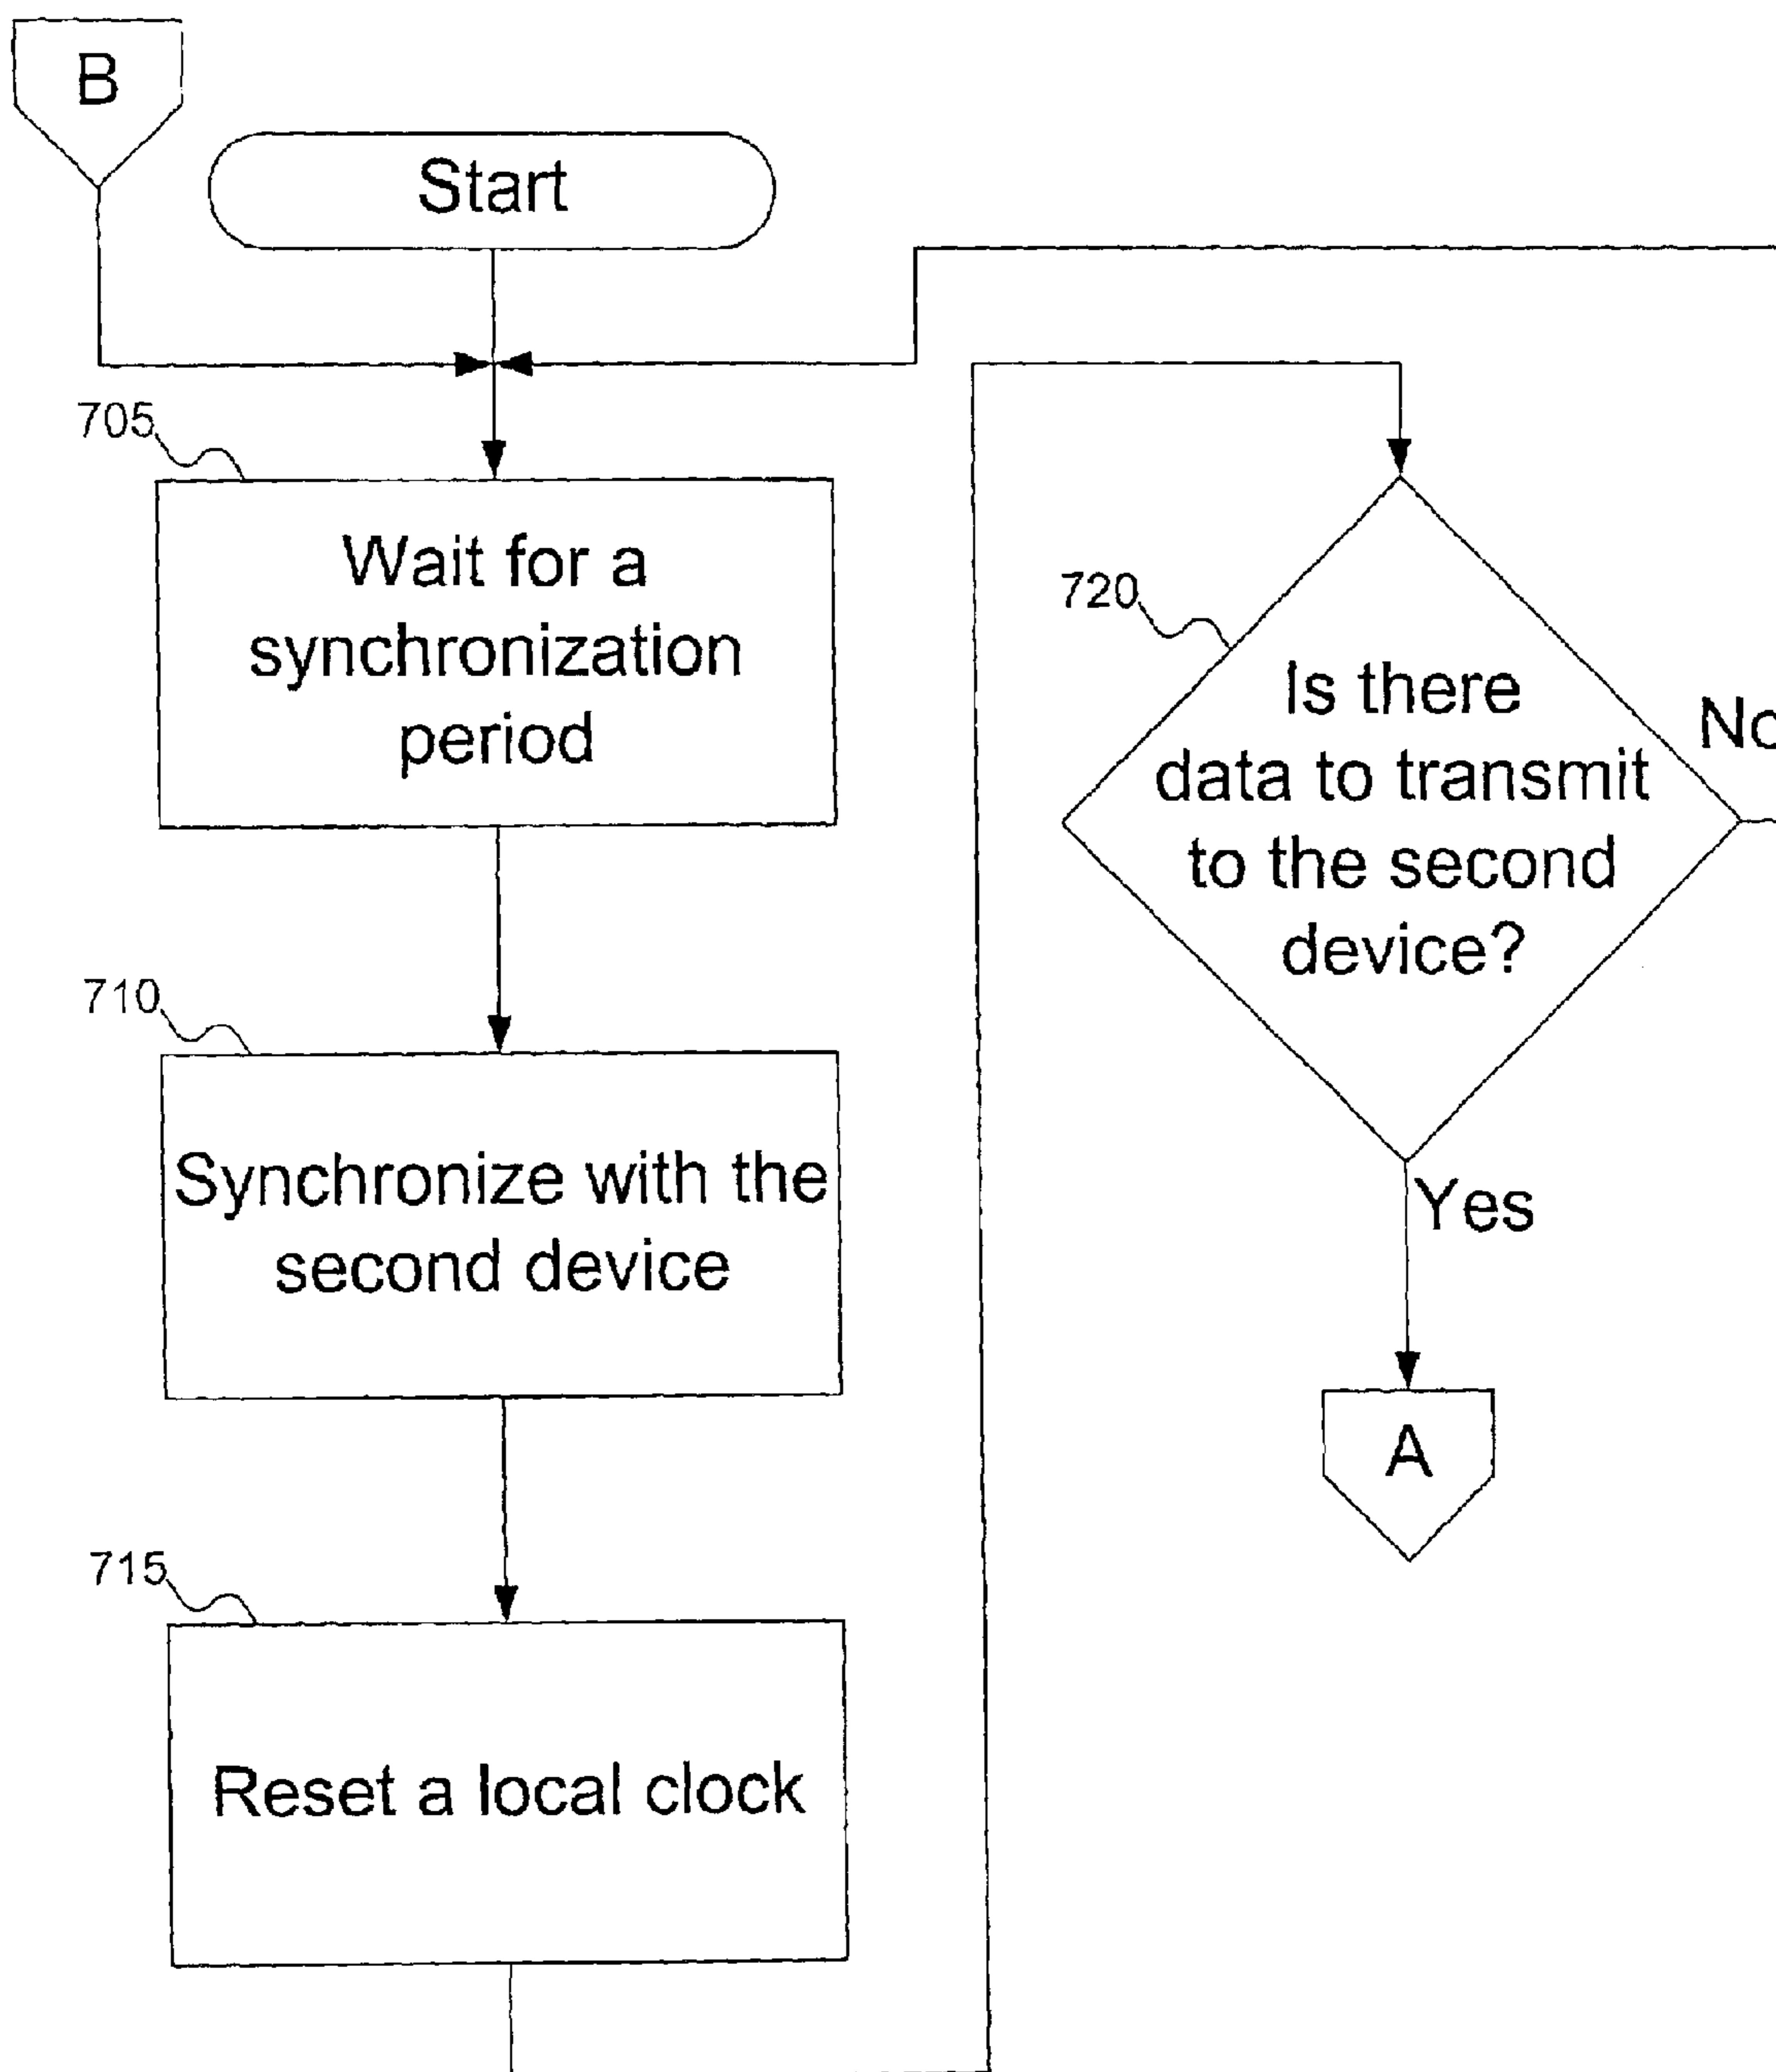 B
Start
705
Wait for a
synchronization
period
710
Synchronize with the
second device
715
Reset a local clock
720
Is there
data to transmit
to the second
device?
No
Yes
A